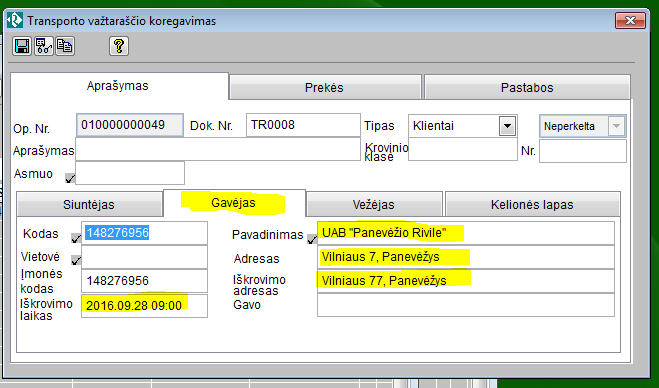 Transporto važtaraščio koregavimas
Aprašymas Prekės Pastabos
Op. Nr. 010000000049 Dok. Nr. TR0008 Tipas Klientai Neperkelta
Aprašymas Krovinio klasė Nr.
Asmuo
Siuntėjas Gavėjas Vežėjas Kelionės lapas
Kodas 148276956 Pavadinimas UAB "Panevėžio Rivile"
Vietovė Adresas Vilniaus 7, Panevėžys
Įmonės kodas 148276956 Iškrovimo adresas Vilniaus 77, Panevėžys
Iškrovimo laikas 2016.09.28 09:00 Gavo